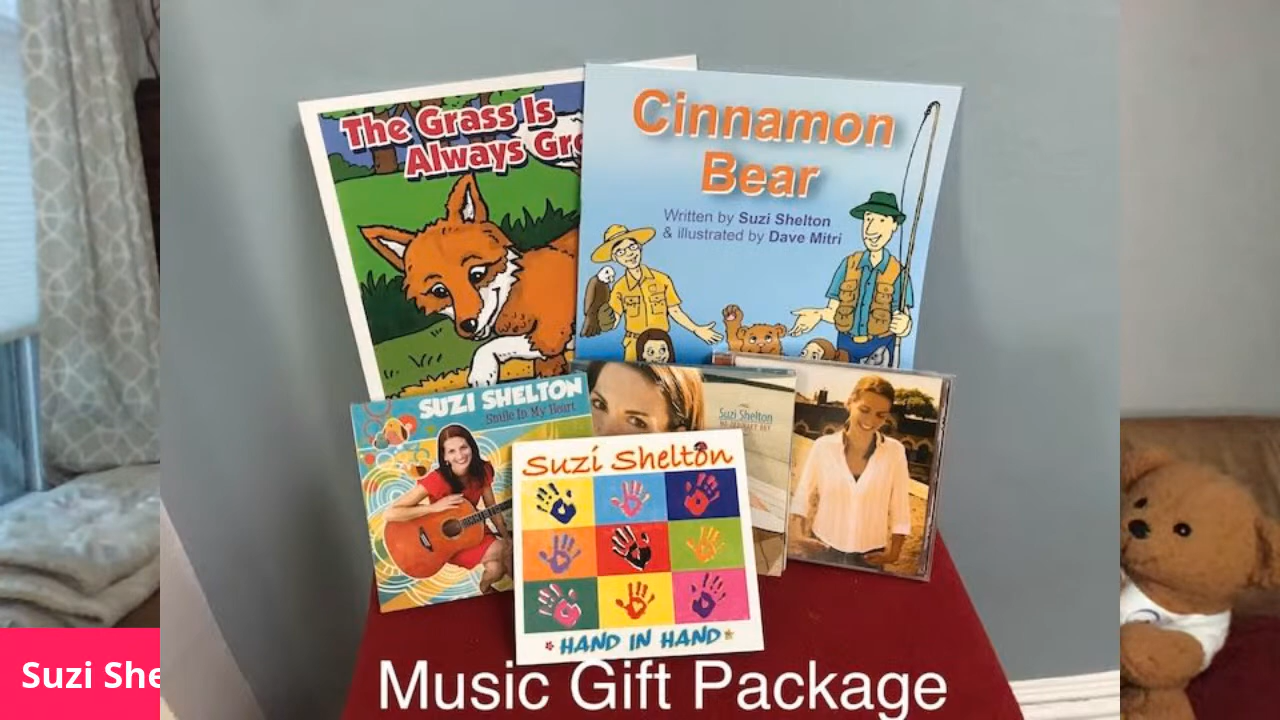 The Grass Is
Always Gre
Cinnamon
Bear
Written by Suzi Shelton
& illustrated by Dave Mitri
SUZI SHELTON
Smile In My Heart
Suzi Shelton
Suzi Shelton
HAND IN HAND
Suzi She
Music Gift Package